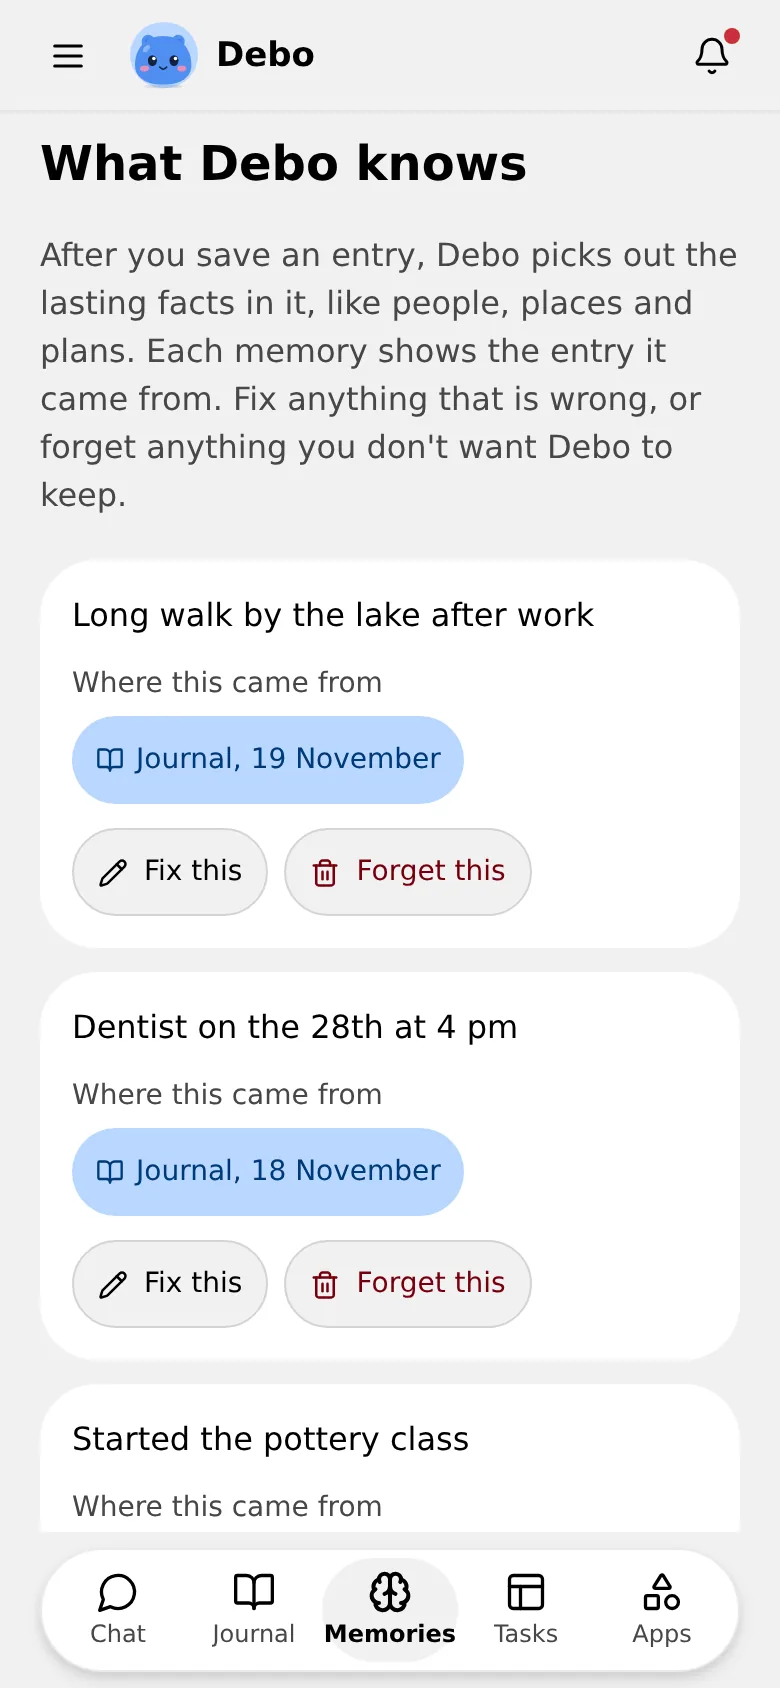 Debo
What Debo knows
After you save an entry, Debo picks out the
lasting facts in it, like people, places and
plans. Each memory shows the entry it
came from. Fix anything that is wrong, or
forget anything you don't want Debo to
keep.
Long walk by the lake after work
Where this came from
Journal, 19 November
Fix this
Forget this
Dentist on the 28th at 4 pm
Where this came from
Journal, 18 November
Fix this
Forget this
Started the pottery class
Where this came from
Chat
Journal
Memories
Tasks
Apps